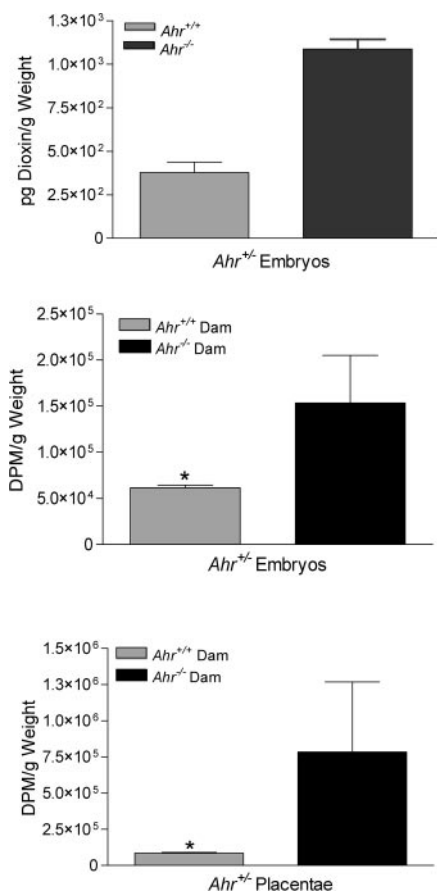 1.3×10³
Ahr+/+
Ahr-/-
1.0×10³
7.5×10²
5.0×10²
2.5×10²
0
pg Dioxin/g Weight
Ahr+/- Embryos
2.5×10⁵
Ahr+/+ Dam
Ahr-/- Dam
2.0×10⁵
1.5×10⁵
1.0×10⁵
5.0×10⁴
0
DPM/g Weight
*
Ahr+/- Embryos
1.5×10⁶
Ahr+/+ Dam
Ahr-/- Dam
1.3×10⁶
1.0×10⁶
7.5×10⁵
5.0×10⁵
2.5×10⁵
0
DPM/g Weight
*
Ahr+/- Placentae